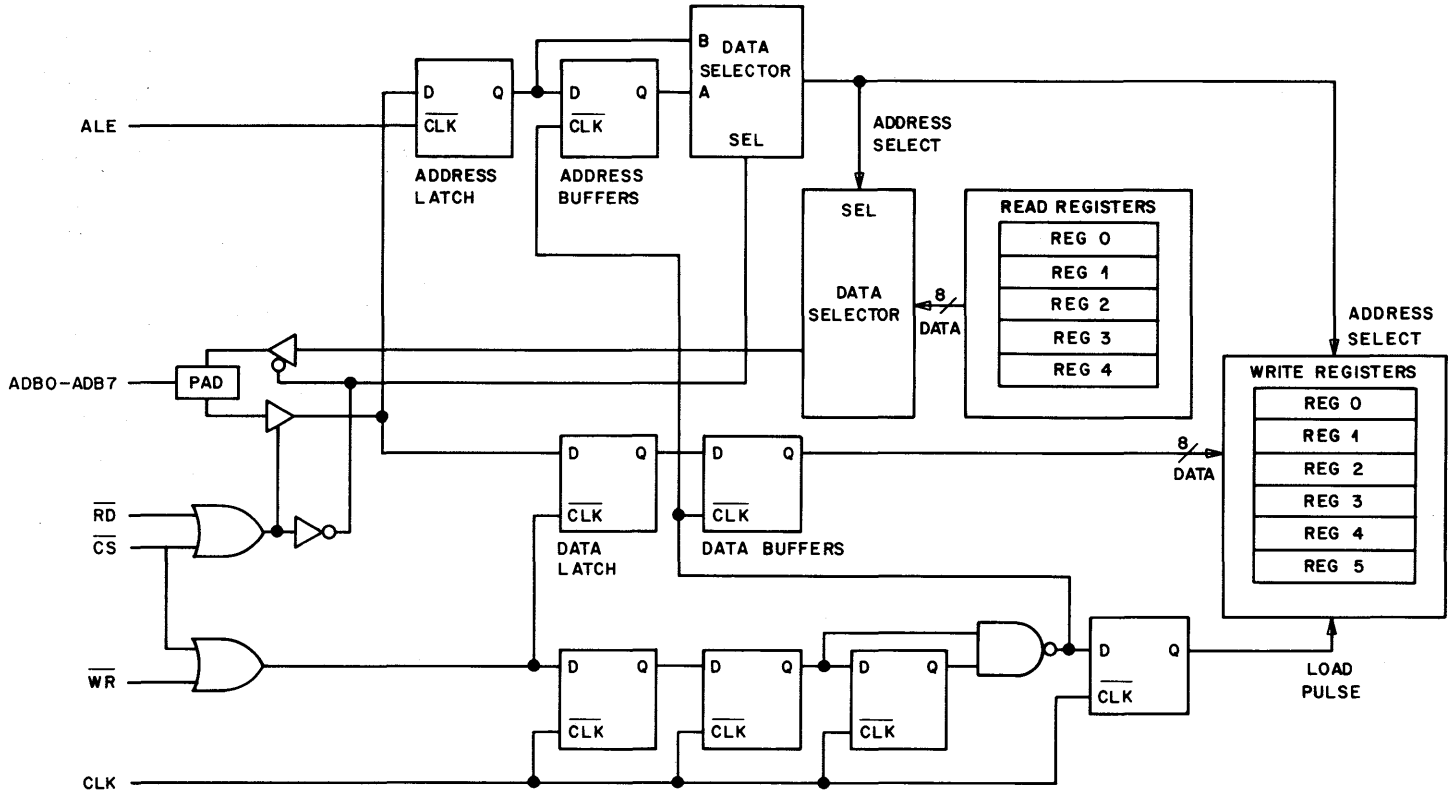 B
DATA
SELECTOR
A
SEL
D Q
CLK
ADDRESS
LATCH
D Q
CLK
ADDRESS
BUFFERS
ALE
ADDRESS
SELECT
SEL
DATA
SELECTOR
8
DATA
READ REGISTERS
REG 0
REG 1
REG 2
REG 3
REG 4
ADDRESS
SELECT
WRITE REGISTERS
REG 0
REG 1
REG 2
REG 3
REG 4
REG 5
ADB0-ADB7
PAD
D Q
CLK
DATA
LATCH
D Q
CLK
DATA BUFFERS
8
DATA
RD
CS
WR
D Q
CLK
D Q
CLK
D Q
CLK
D Q
CLK
LOAD
PULSE
CLK